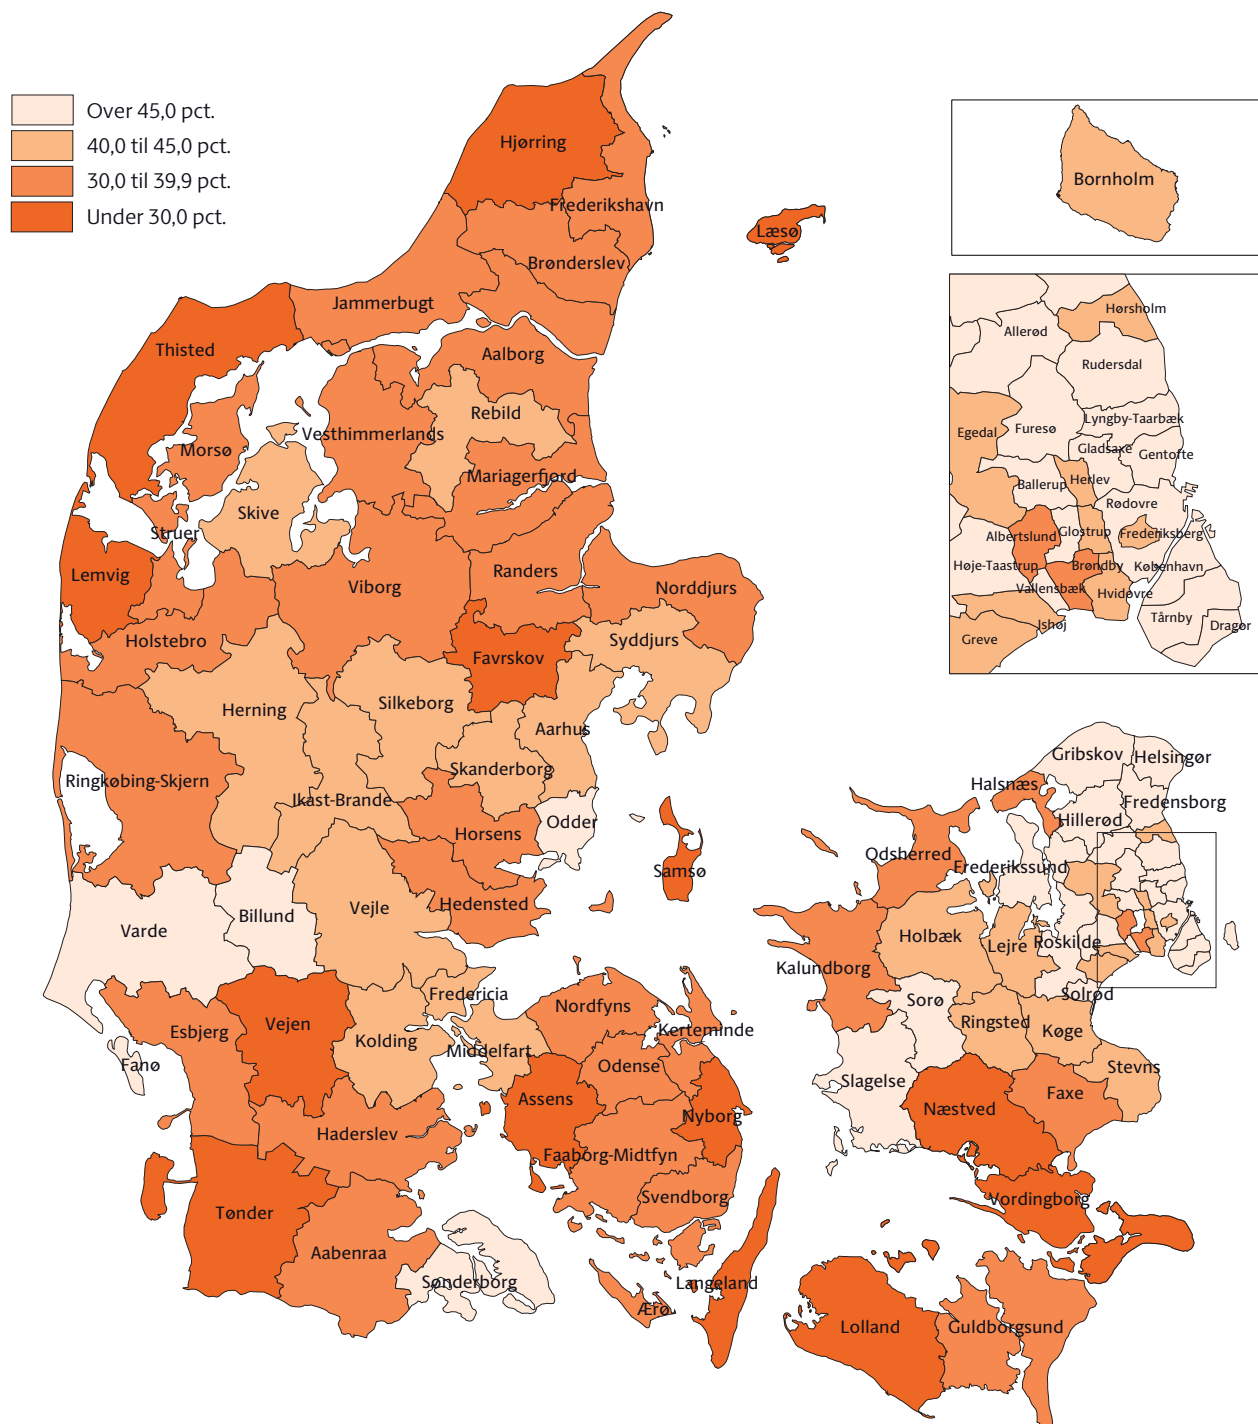 Over 45,0 pct.
40,0 til 45,0 pct.
30,0 til 39,9 pct.
Under 30,0 pct.
Hjørring
Frederikshavn
Læsø
Brønderslev
Jammerbugt
Thisted
Aalborg
Rebild
Vesthimmerlands
Morsø
Mariagerfjord
Skive
Struer
Lemvig
Viborg
Randers
Norddjurs
Holstebro
Favrskov
Syddjurs
Silkeborg
Herning
Aarhus
Skanderborg
Ringkøbing-Skjern
Ikast-Brande
Odder
Horsens
Samsø
Hedensted
Vejle
Billund
Varde
Fredericia
Vejen
Esbjerg
Kolding
Middelfart
Fanø
Nordfyns
Kerteminde
Odense
Assens
Nyborg
Haderslev
Faaborg-Midtfyn
Svendborg
Tønder
Aabenraa
Sønderborg
Langeland
Ærø
Bornholm
Hørsholm
Allerød
Rudersdal
Lyngby-Taarbæk
Egedal
Furesø
Gladsaxe
Gentofte
Ballerup
Herlev
Rødovre
Albertslund
Glostrup
Frederiksberg
Høje-Taastrup
Brøndby
København
Vallensbæk
Hvidovre
Ishøj
Tårnby
Dragør
Greve
Gribskov
Helsingør
Halsnæs
Fredensborg
Hillerød
Odsherred
Frederikssund
Holbæk
Lejre
Roskilde
Kalundborg
Solrød
Sorø
Ringsted
Køge
Stevns
Slagelse
Næstved
Faxe
Vordingborg
Lolland
Guldborgsund